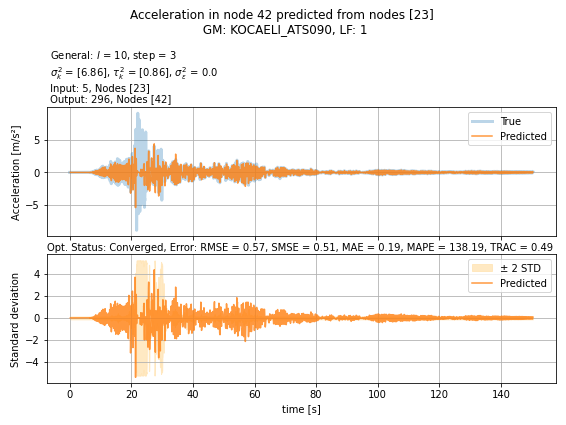 Acceleration in node 42 predicted from nodes [23]
GM: KOCAELI_ATS090, LF: 1
General: l = 10, step = 3
σ²ₖ = [6.86], τ²ₖ = [0.86], σ²ε = 0.0
Input: 5, Nodes [23]
Output: 296, Nodes [42]
Acceleration [m/s²]
5
0
−5
True
Predicted
Opt. Status: Converged, Error: RMSE = 0.57, SMSE = 0.51, MAE = 0.19, MAPE = 138.19, TRAC = 0.49
Standard deviation
4
2
0
−2
−4
± 2 STD
Predicted
0 20 40 60 80 100 120 140
time [s]